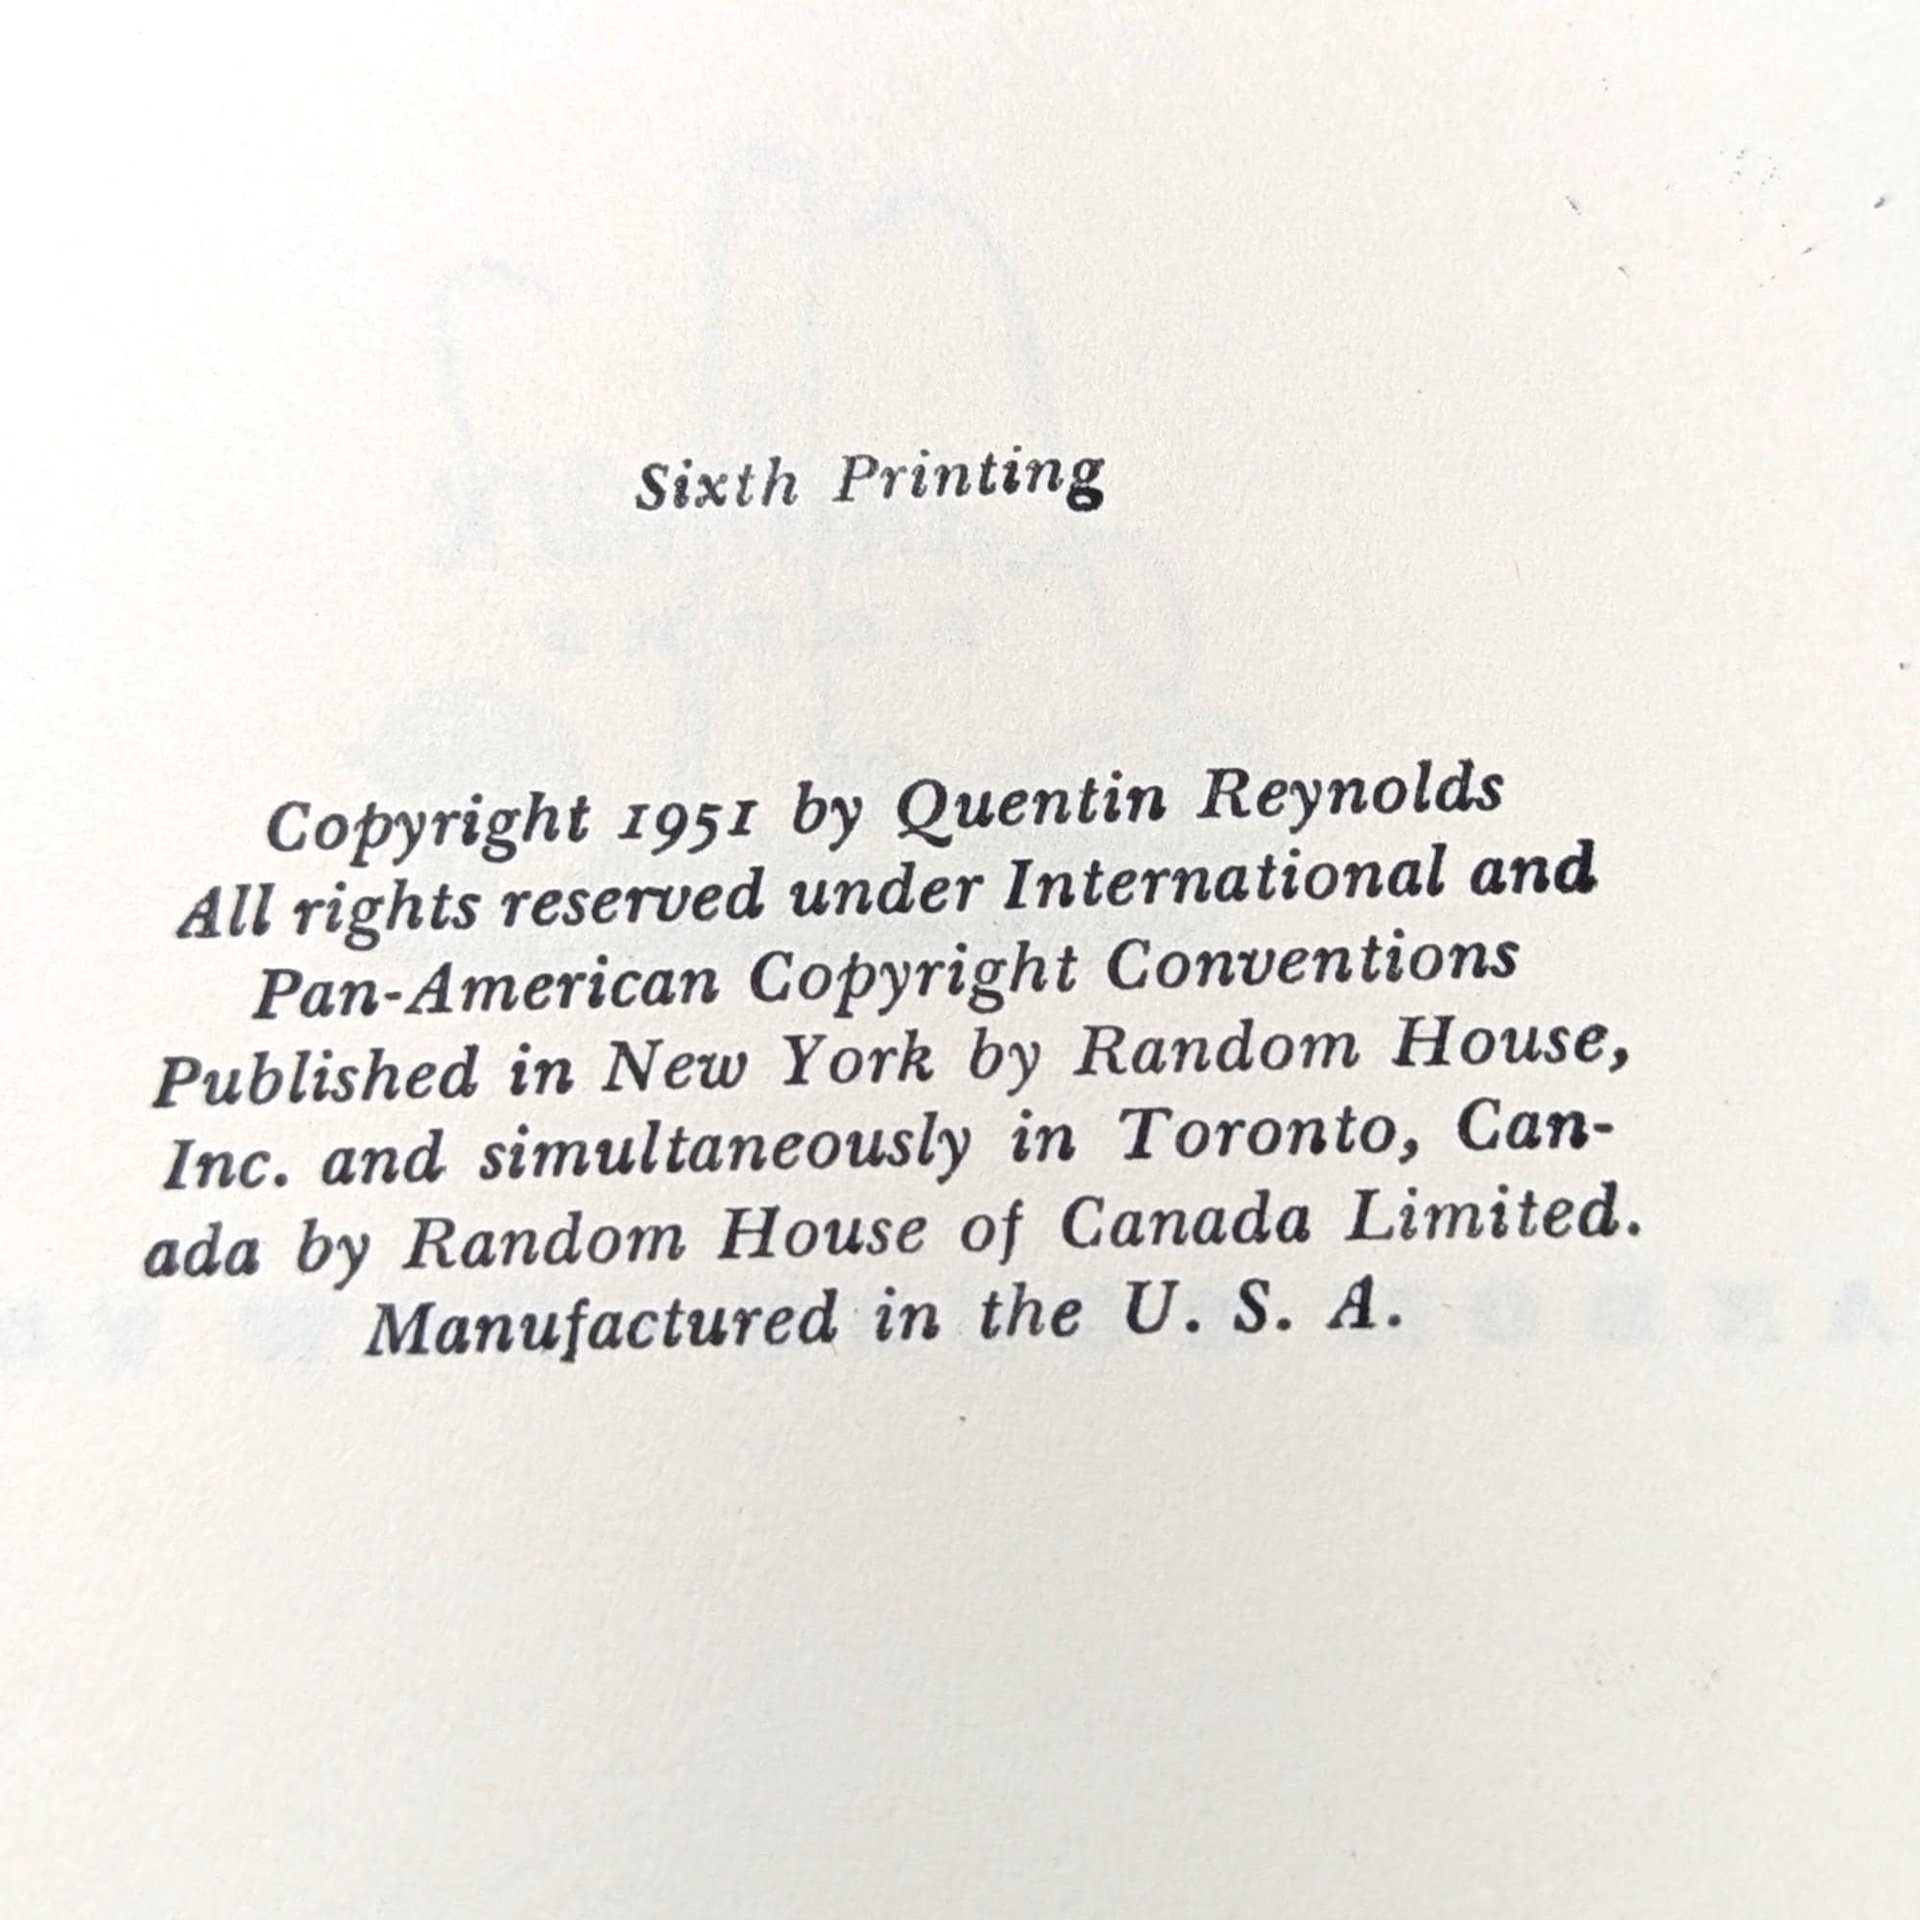 Sixth Printing
Copyright 1951 by Quentin Reynolds
All rights reserved under International and
Pan-American Copyright Conventions
Published in New York by Random House,
Inc. and simultaneously in Toronto, Can-
ada by Random House of Canada Limited.
Manufactured in the U. S. A.